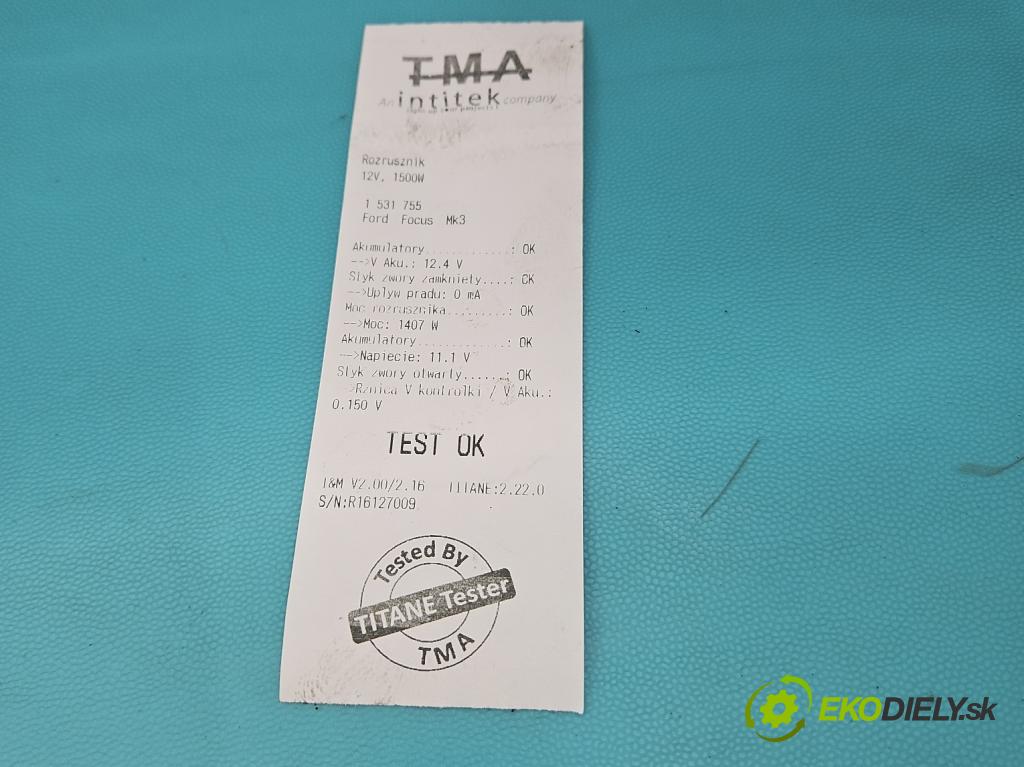 TMA
An intitek company
Rozrusznik
12V, 1500W
1 531 755
Ford Focus Mk3
Akumulatory.............: OK
-->V Aku.: 12.4 V
Styk zwory zamkniety....: OK
-->Uplyw pradu: 0 mA
Moc rozrusznika.........: OK
-->Moc: 1407 W
Akumulatory.............: OK
-->Napiecie: 11.1 V
Styk zwory otwarty......: OK
-->Rznica V kontrolki / V Aku.:
0.150 V
TEST OK
I&M V2.00/2.16 TITANE:2.22.0
S/N:R16127009
Tested By
TITANE Tester
TMA
EKODIELY.sk